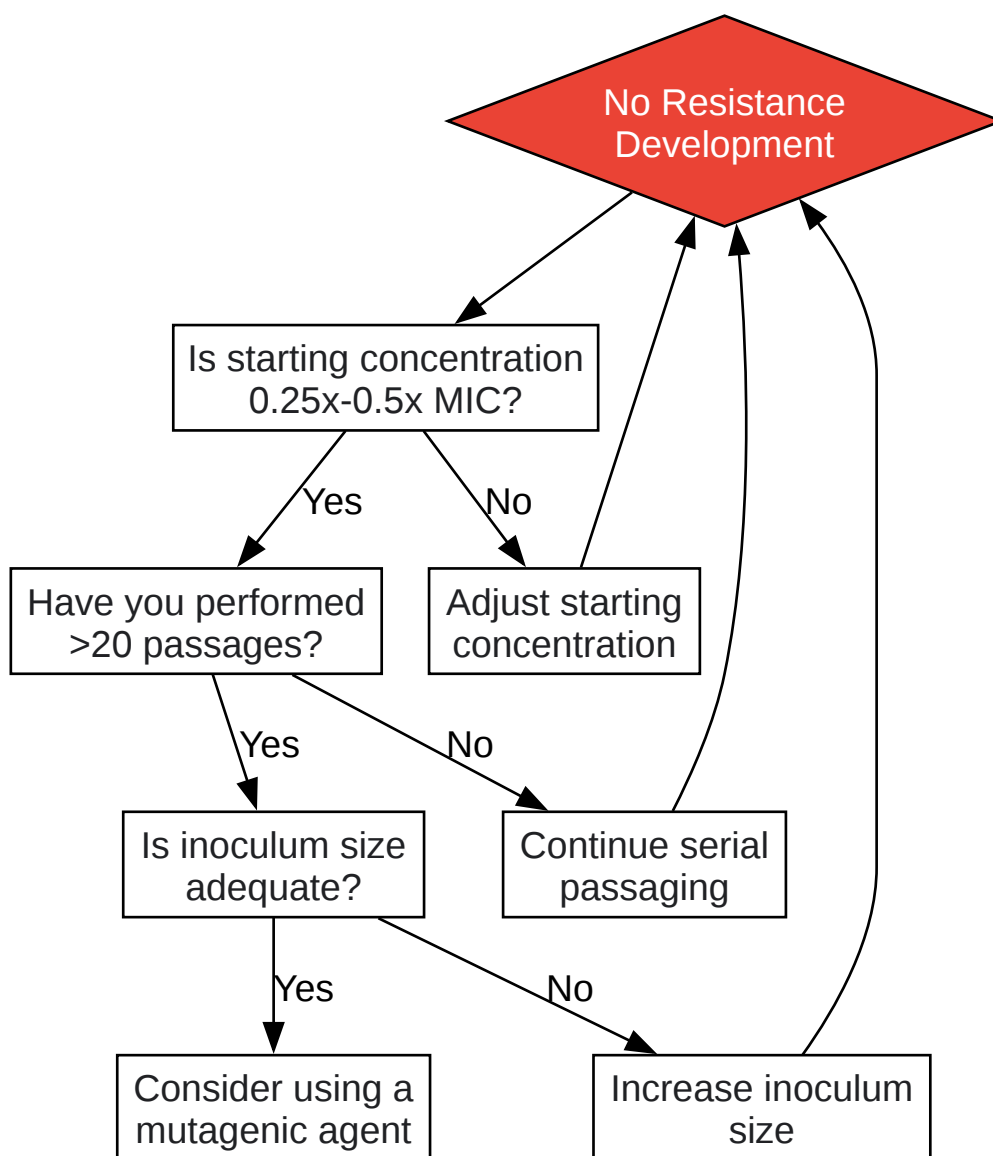 No Resistance
Development
Is starting concentration
0.25x-0.5x MIC?
Yes
No
Have you performed
>20 passages?
Adjust starting
concentration
Yes
No
Is inoculum size
adequate?
Continue serial
passaging
Yes
No
Consider using a
mutagenic agent
Increase inoculum
size